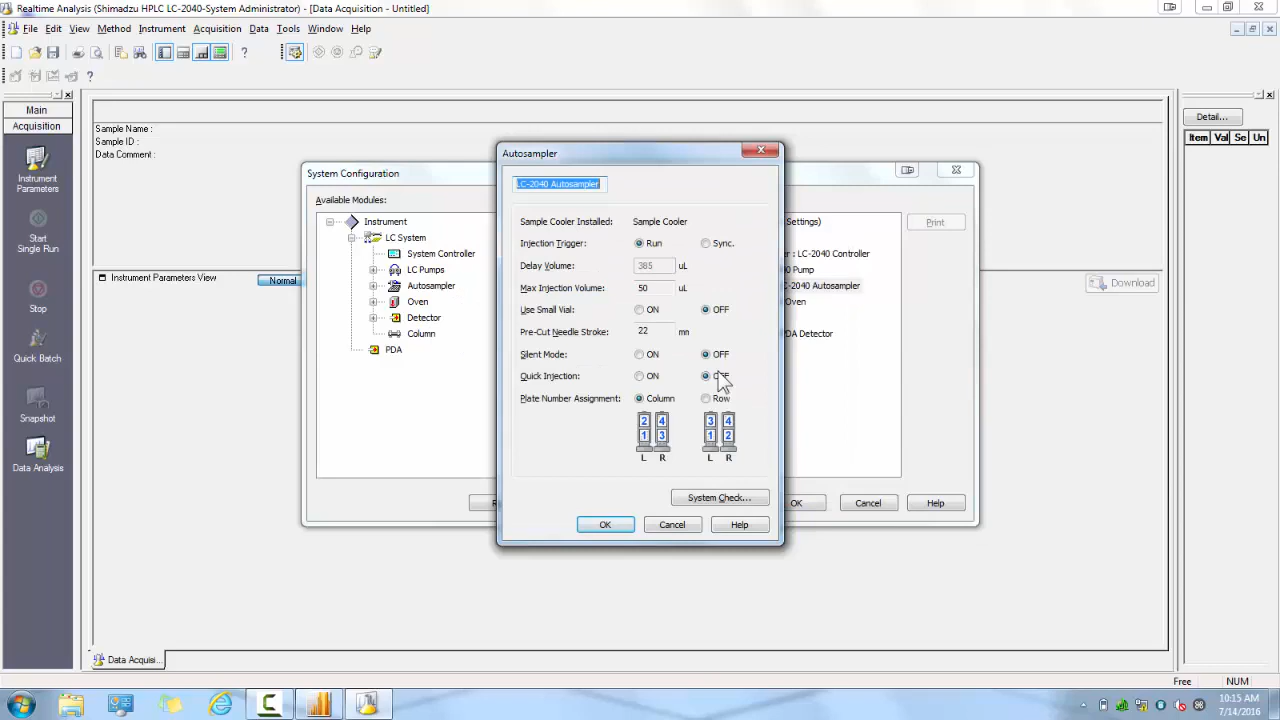 Realtime Analysis (Shimadzu HPLC LC-2040-System Administrator) - [Data Acquisition - Untitled]
File Edit View Method Instrument Acquisition Data Tools Window Help
Main
Acquisition
Instrument
Parameters
Start
Single Run
Stop
Quick Batch
Snapshot
Data Analysis
Sample Name :
Sample ID :
Data Comment :
Instrument Parameters View
Normal
Download
Detail...
Item Val Se Un
System Configuration
Available Modules:
Instrument
LC System
System Controller
LC Pumps
Autosampler
Oven
Detector
Column
PDA
Settings)
: LC-2040 Controller
Pump
LC-2040 Autosampler
Oven
PDA Detector
Print
OK Cancel Help
Autosampler
LC-2040 Autosampler
Sample Cooler Installed: Sample Cooler
Injection Trigger: Run Sync.
Delay Volume: 385 uL
Max Injection Volume: 50 uL
Use Small Vial: ON OFF
Pre-Cut Needle Stroke: 22 mm
Silent Mode: ON OFF
Quick Injection: ON OFF
Plate Number Assignment: Column Row
2 4 3 4
1 3 1 2
L R L R
System Check...
OK Cancel Help
Data Acquisi...
Free NUM
10:15 AM
7/14/2016